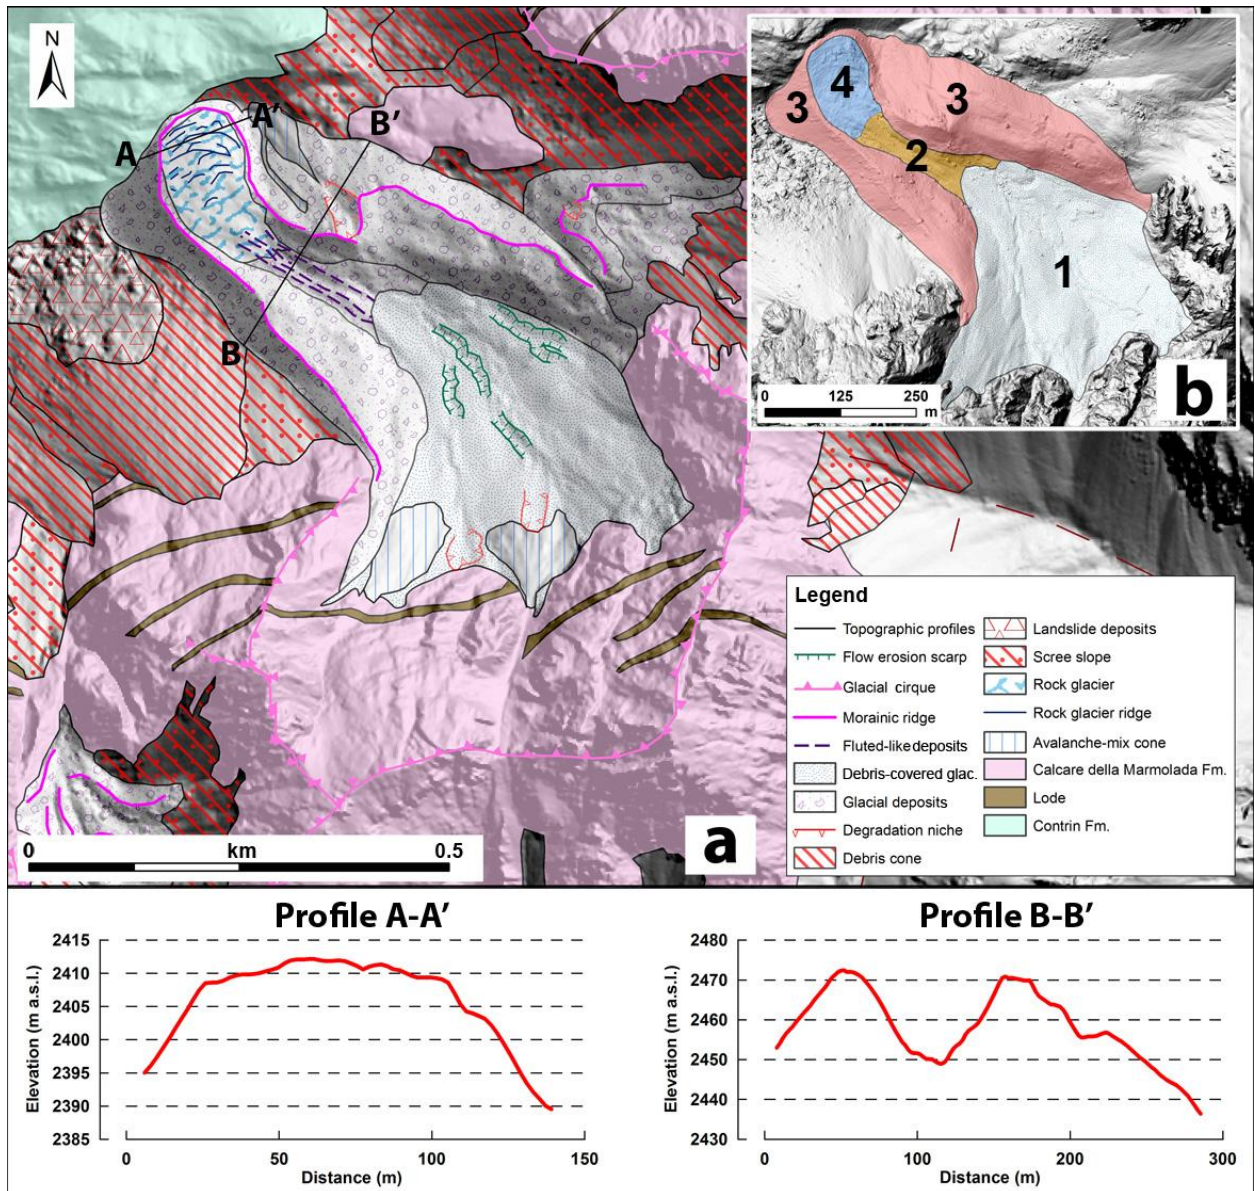 N
A
A'
B'
B
3
4
3
2
1
0
125
250
m
b
0
km
0.5
a
Legend
Topographic profiles
Flow erosion scarp
Glacial cirque
Morainic ridge
Fluted-like deposits
Debris-covered glac.
Glacial deposits
Degradation niche
Debris cone
Landslide deposits
Scree slope
Rock glacier
Rock glacier ridge
Avalanche-mix cone
Calcare della Marmolada Fm.
Lode
Contrin Fm.
Profile A-A'
Elevation (m a.s.l.)
2415
2410
2405
2400
2395
2390
2385
0
50
100
150
Distance (m)
Profile B-B'
Elevation (m a.s.l.)
2480
2470
2460
2450
2440
2430
0
100
200
300
Distance (m)